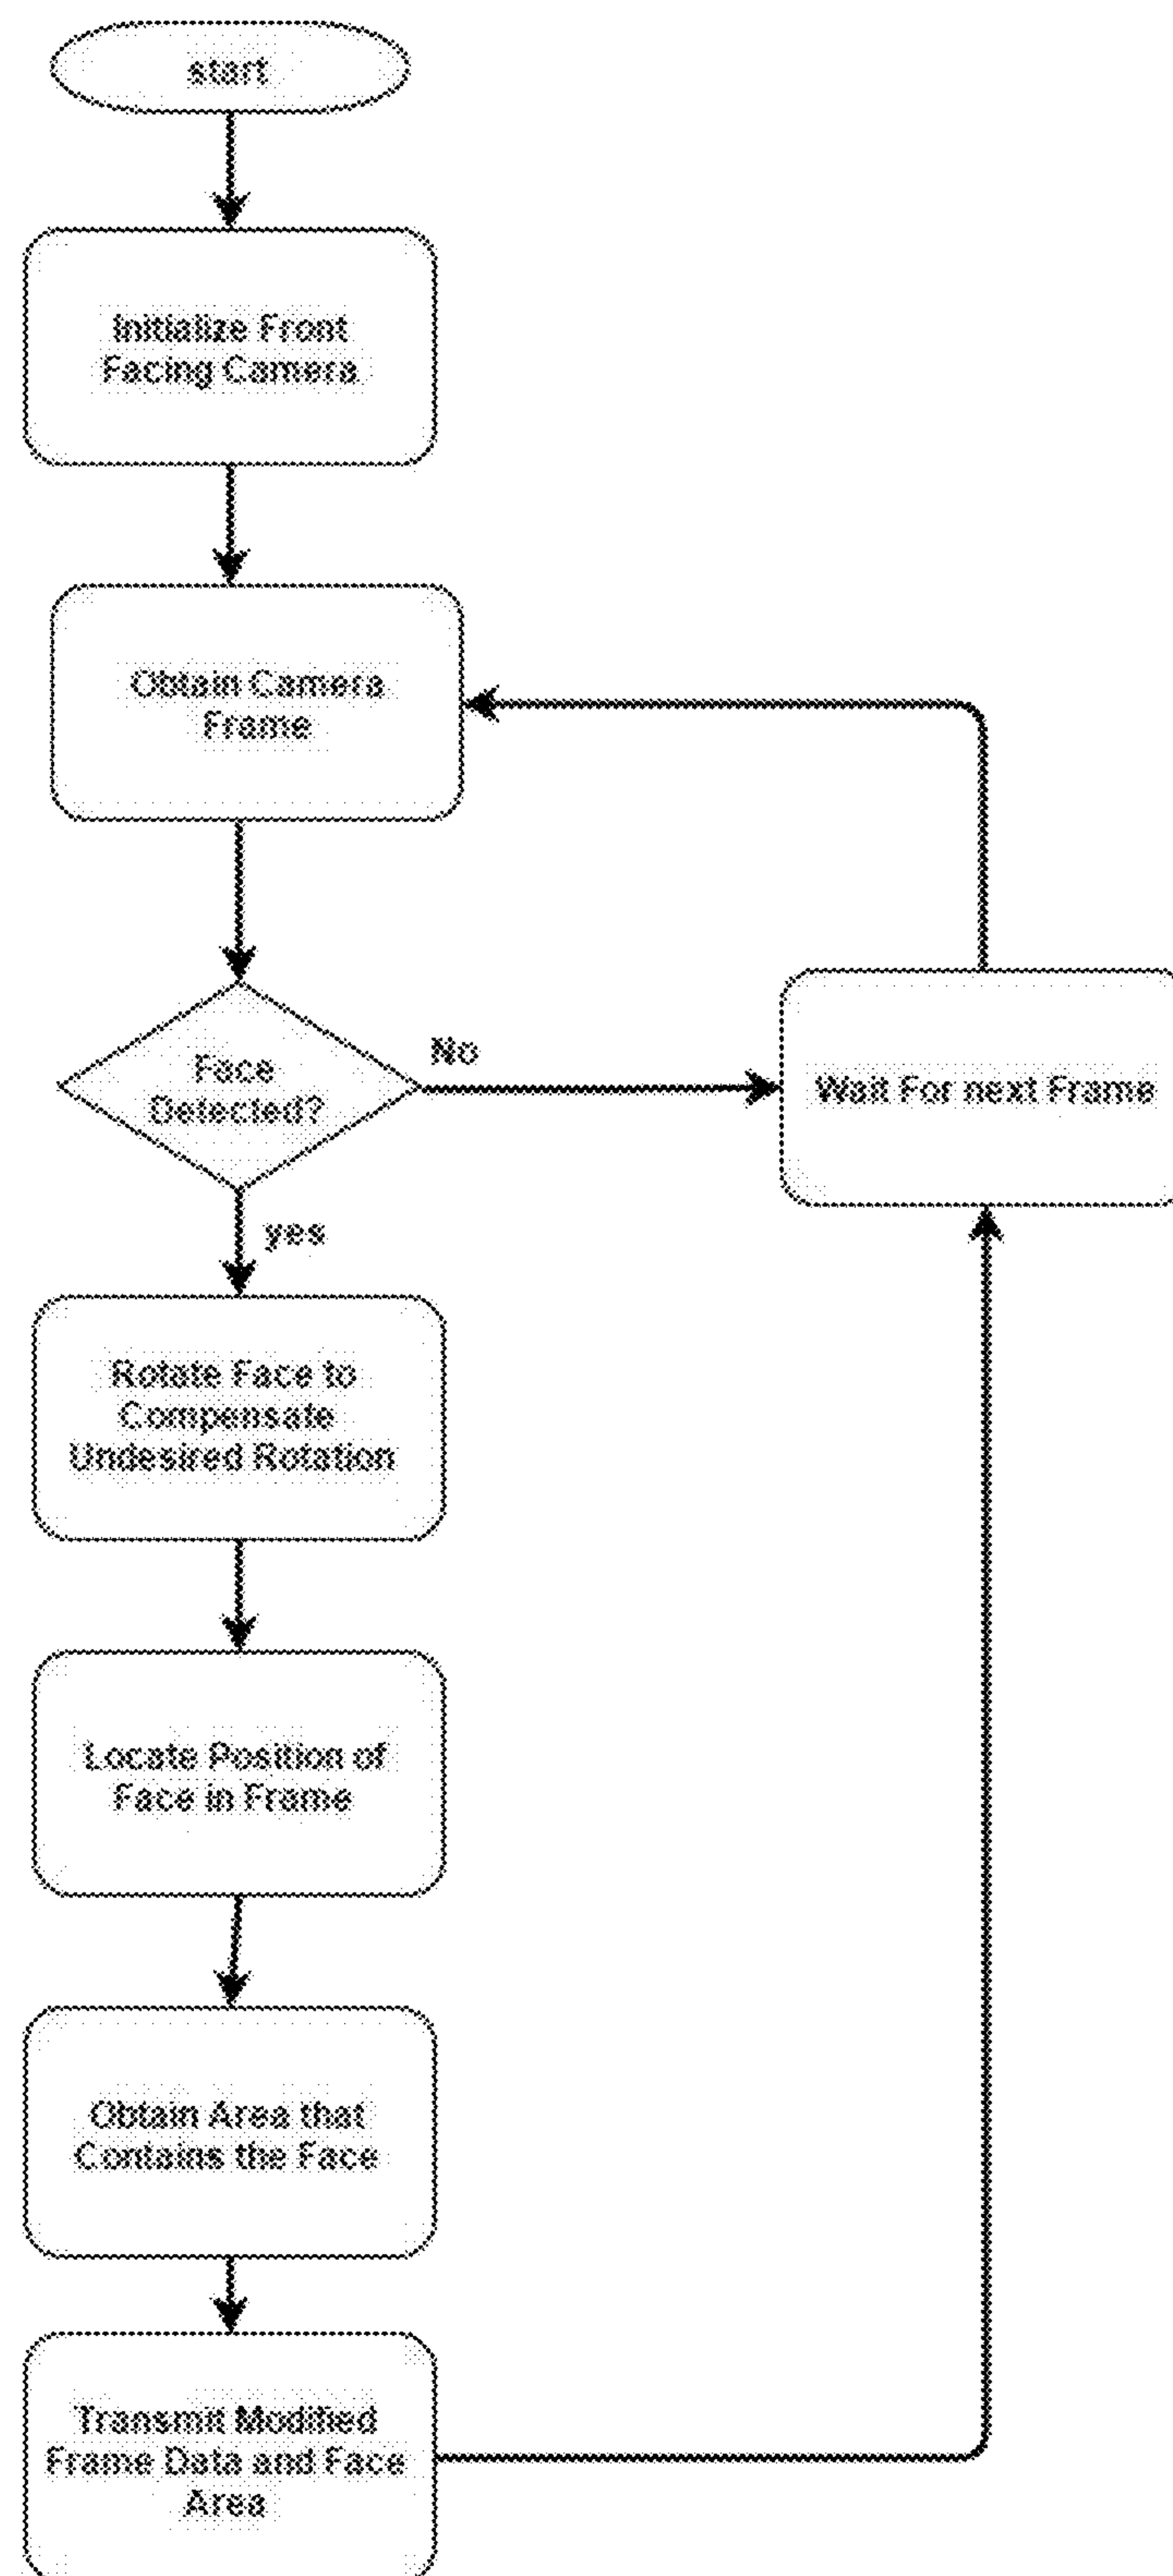 start
Initialize Front
Facing Camera
Obtain Camera
Frame
Face
Detected?
No
Wait For next Frame
yes
Rotate Face to
Compensate
Undesired Rotation
Locate Position of
Face in Frame
Obtain Area that
Contains the Face
Transmit Modified
Frame Data and Face
Area